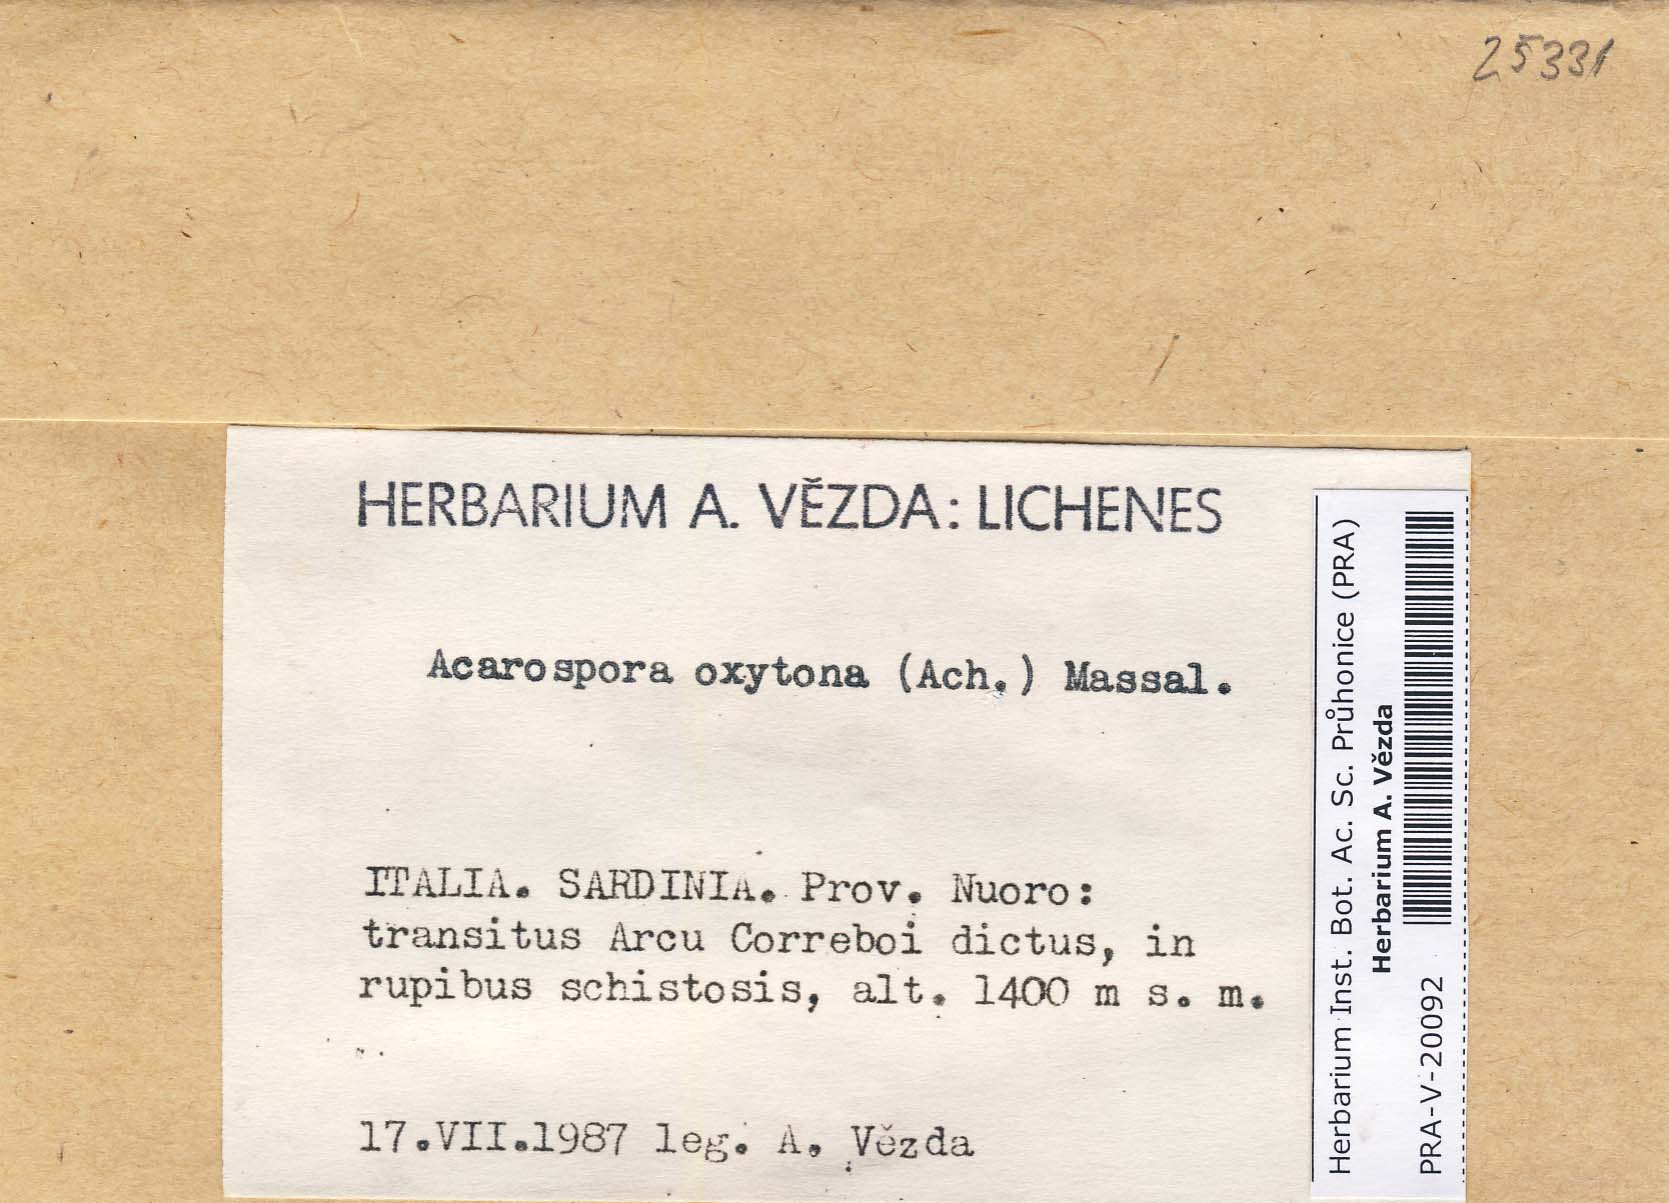 25331
HERBARIUM A. VĚZDA: LICHENES
Acarospora oxytona (Ach.) Massal.
ITALIA. SARDINIA. Prov. Nuoro:
transitus Arcu Correboi dictus, in
rupibus schistosis, alt. 1400 m s. m.
17.VII.1987 leg. A. Vězda
Herbarium Inst. Bot. Ac. Sc. Průhonice (PRA)
Herbarium A. Vězda
PRA-V-20092